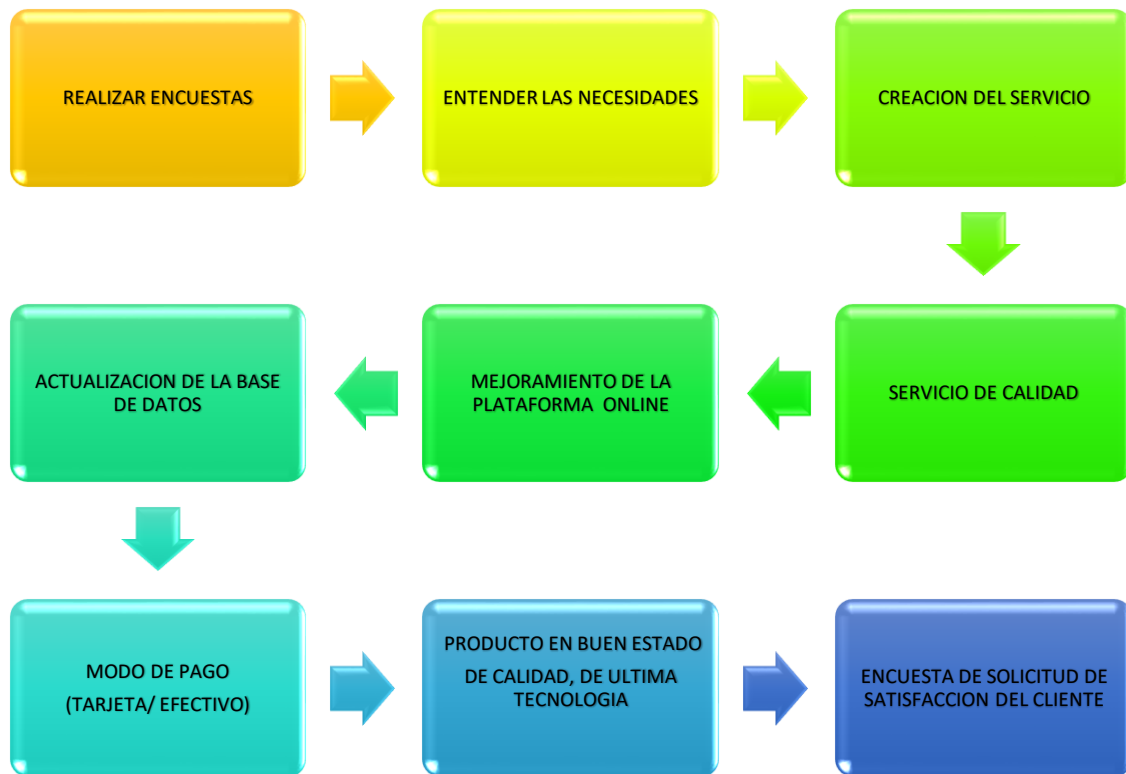 REALIZAR ENCUESTAS
ENTENDER LAS NECESIDADES
CREACION DEL SERVICIO
SERVICIO DE CALIDAD
MEJORAMIENTO DE LA
PLATAFORMA ONLINE
ACTUALIZACION DE LA BASE
DE DATOS
MODO DE PAGO
(TARJETA/ EFECTIVO)
PRODUCTO EN BUEN ESTADO
DE CALIDAD, DE ULTIMA
TECNOLOGIA
ENCUESTA DE SOLICITUD DE
SATISFACCION DEL CLIENTE